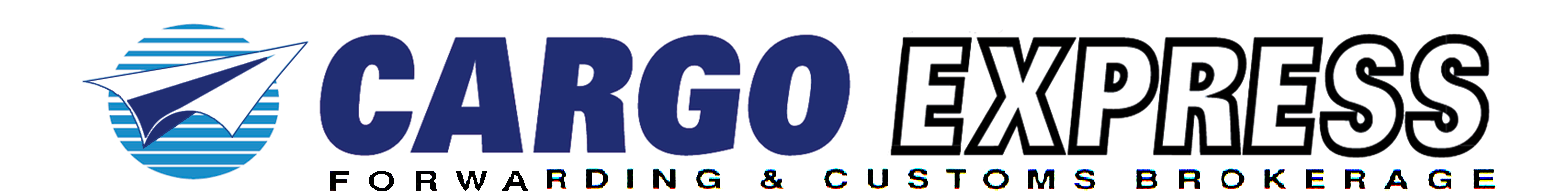 CARGO EXPRESS
FORWARDING & CUSTOMS BROKERAGE